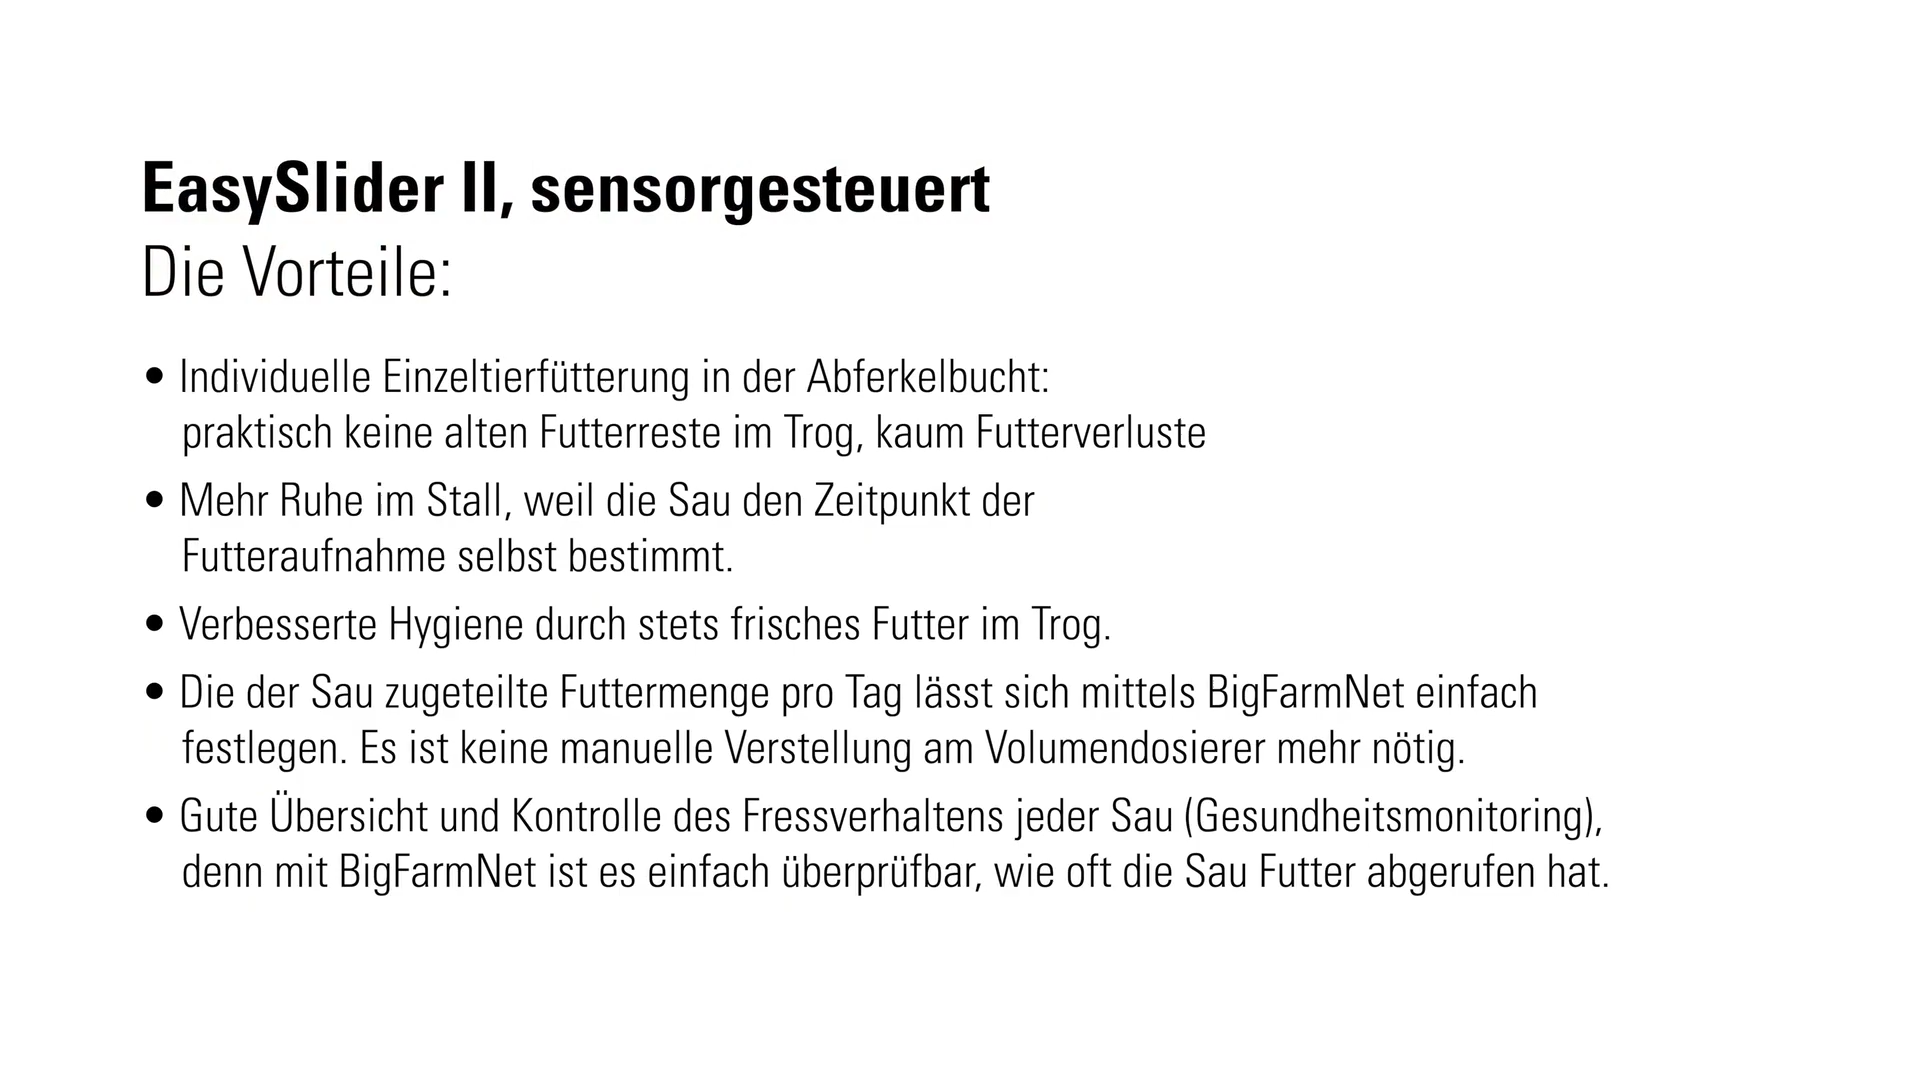 EasySlider II, sensorgesteuert
Die Vorteile:
• Individuelle Einzeltierfütterung in der Abferkelbucht:
praktisch keine alten Futterreste im Trog, kaum Futterverluste
• Mehr Ruhe im Stall, weil die Sau den Zeitpunkt der
Futteraufnahme selbst bestimmt.
• Verbesserte Hygiene durch stets frisches Futter im Trog.
• Die der Sau zugeteilte Futtermenge pro Tag lässt sich mittels BigFarmNet einfach
festlegen. Es ist keine manuelle Verstellung am Volumendosierer mehr nötig.
• Gute Übersicht und Kontrolle des Fressverhaltens jeder Sau (Gesundheitsmonitoring),
denn mit BigFarmNet ist es einfach überprüfbar, wie oft die Sau Futter abgerufen hat.